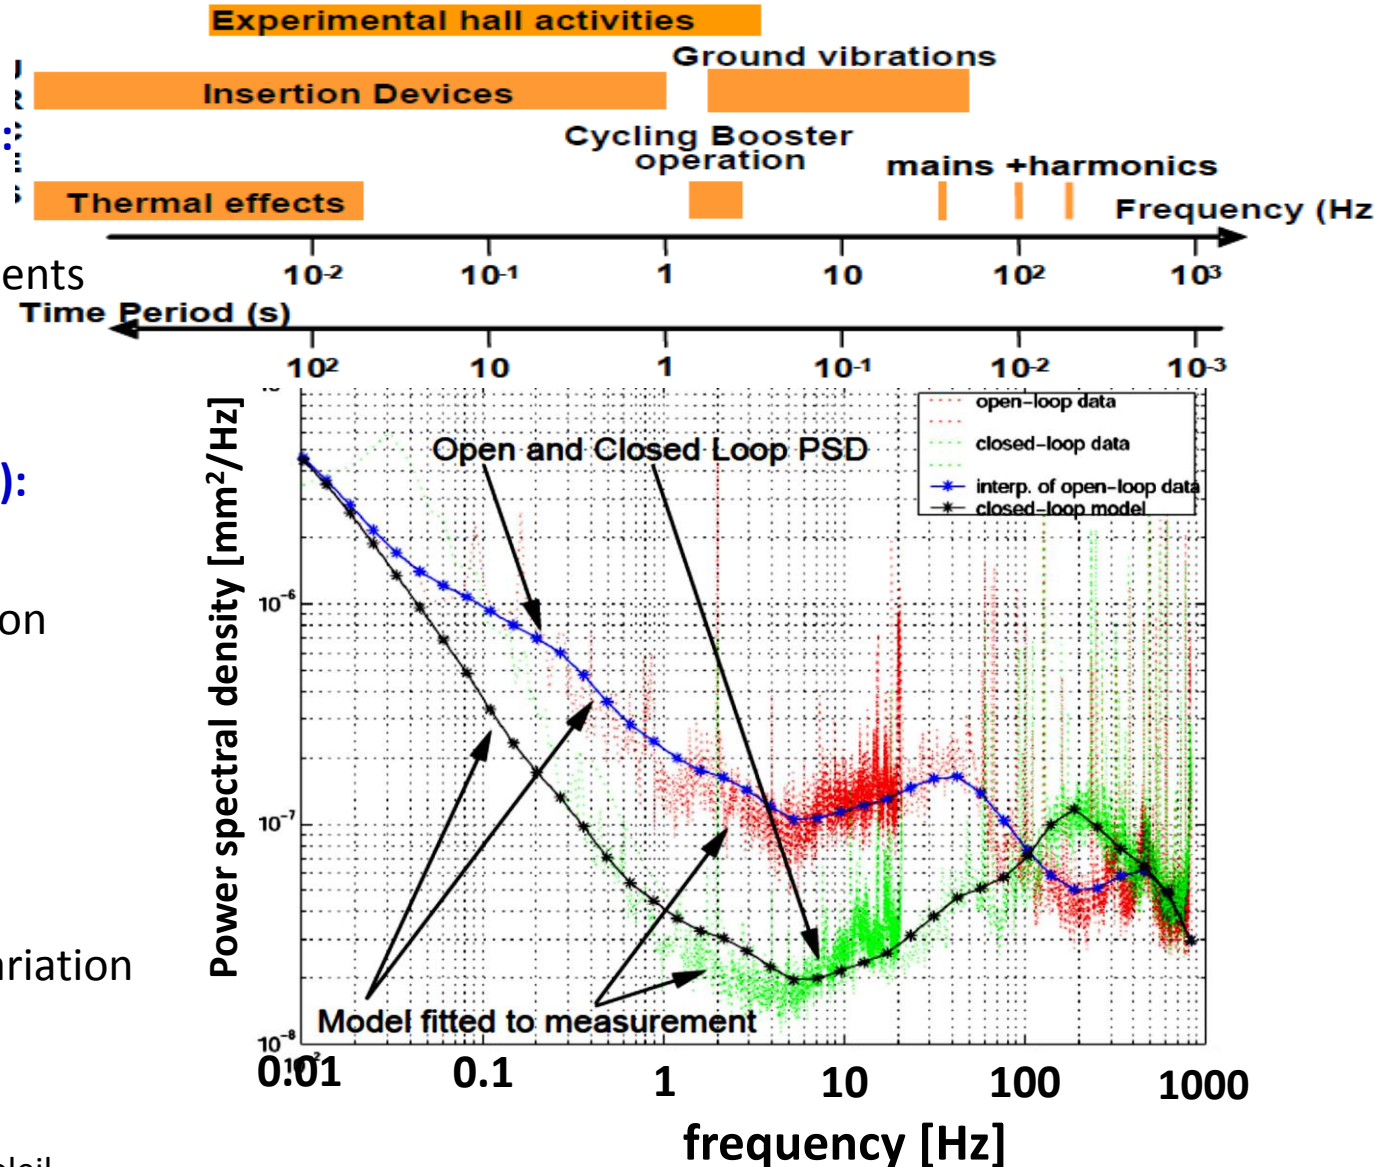 Experimental hall activities
Ground vibrations
Insertion Devices
:
Cycling Booster
operation
mains +harmonics
Thermal effects
Frequency (Hz
10-2 10-1 1 10 10² 10³
ents
Time Period (s)
10² 10 1 10-1 10-2 10-3
open-loop data
Open and Closed Loop PSD
closed-loop data
):
interp. of open-loop data
closed-loop model
Power spectral density [mm²/Hz]
10⁻⁶
on
10⁻⁷
ariation
Model fitted to measurement
10⁻⁸
0.01 0.1 1 10 100 1000
frequency [Hz]